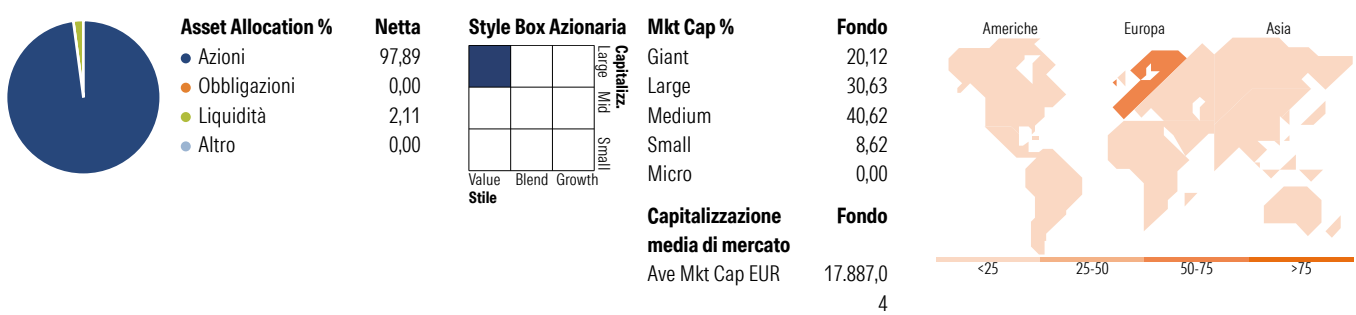 Asset Allocation % Netta
Azioni 97,89
Obbligazioni 0,00
Liquidità 2,11
Altro 0,00
Style Box Azionaria
Capitalizz.
Large Mid Small
Value Blend Growth
Stile
Mkt Cap % Fondo
Giant 20,12
Large 30,63
Medium 40,62
Small 8,62
Micro 0,00
Capitalizzazione Fondo
media di mercato
Ave Mkt Cap EUR 17.887,0
4
Americhe Europa Asia
<25 25-50 50-75 >75